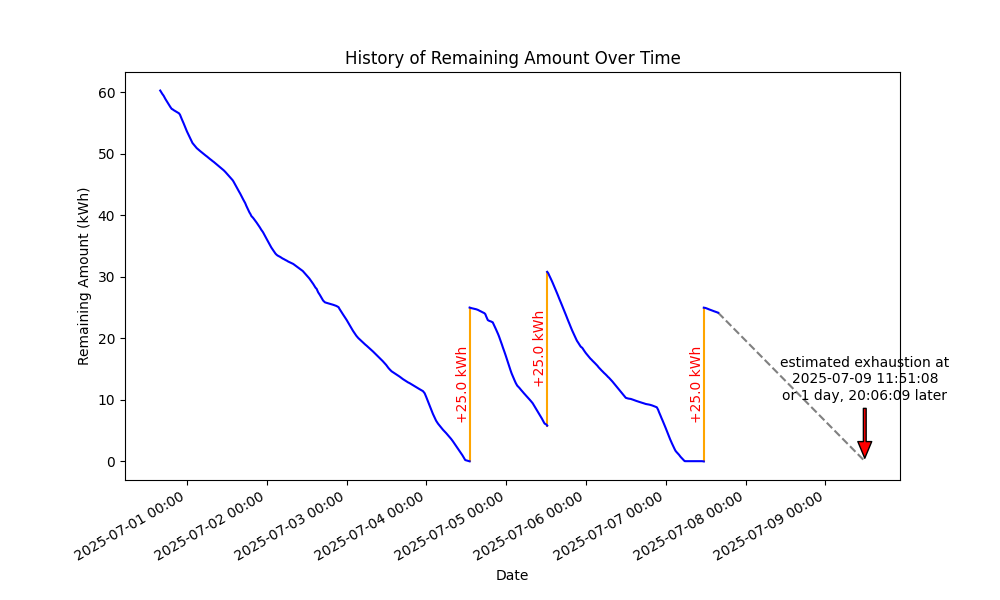 History of Remaining Amount Over Time
Remaining Amount (kWh)
60
50
40
30
20
10
0
+25.0 kWh
+25.0 kWh
+25.0 kWh
estimated exhaustion at
2025-07-09 11:51:08
or 1 day, 20:06:09 later
2025-07-01 00:00
2025-07-02 00:00
2025-07-03 00:00
2025-07-04 00:00
2025-07-05 00:00
2025-07-06 00:00
2025-07-07 00:00
2025-07-08 00:00
2025-07-09 00:00
Date